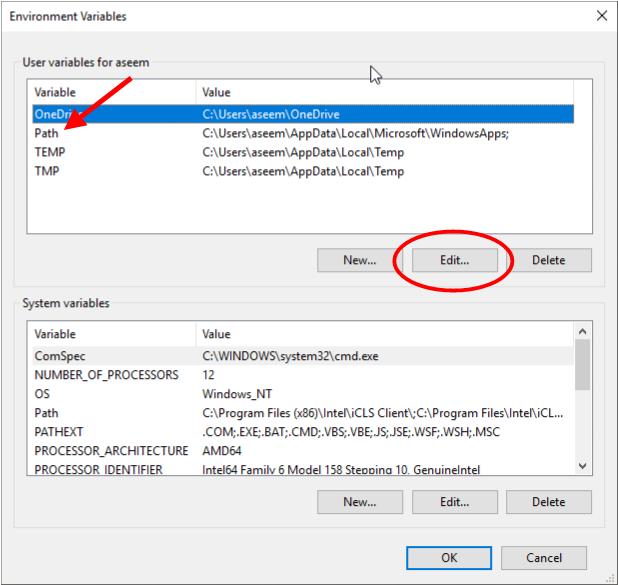 Environment Variables
User variables for aseem
Variable Value
OneDrive C:\Users\aseem\OneDrive
Path C:\Users\aseem\AppData\Local\Microsoft\WindowsApps;
TEMP C:\Users\aseem\AppData\Local\Temp
TMP C:\Users\aseem\AppData\Local\Temp
New... Edit... Delete
System variables
Variable Value
ComSpec C:\WINDOWS\system32\cmd.exe
NUMBER_OF_PROCESSORS 12
OS Windows_NT
Path C:\Program Files (x86)\Intel\iCLS Client\;C:\Program Files\Intel\iCL...
PATHEXT .COM;.EXE;.BAT;.CMD;.VBS;.VBE;.JS;.JSE;.WSF;.WSH;.MSC
PROCESSOR_ARCHITECTURE AMD64
PROCESSOR_IDENTIFIER Intel64 Family 6 Model 158 Stepping 10, GenuineIntel
New... Edit... Delete
OK Cancel